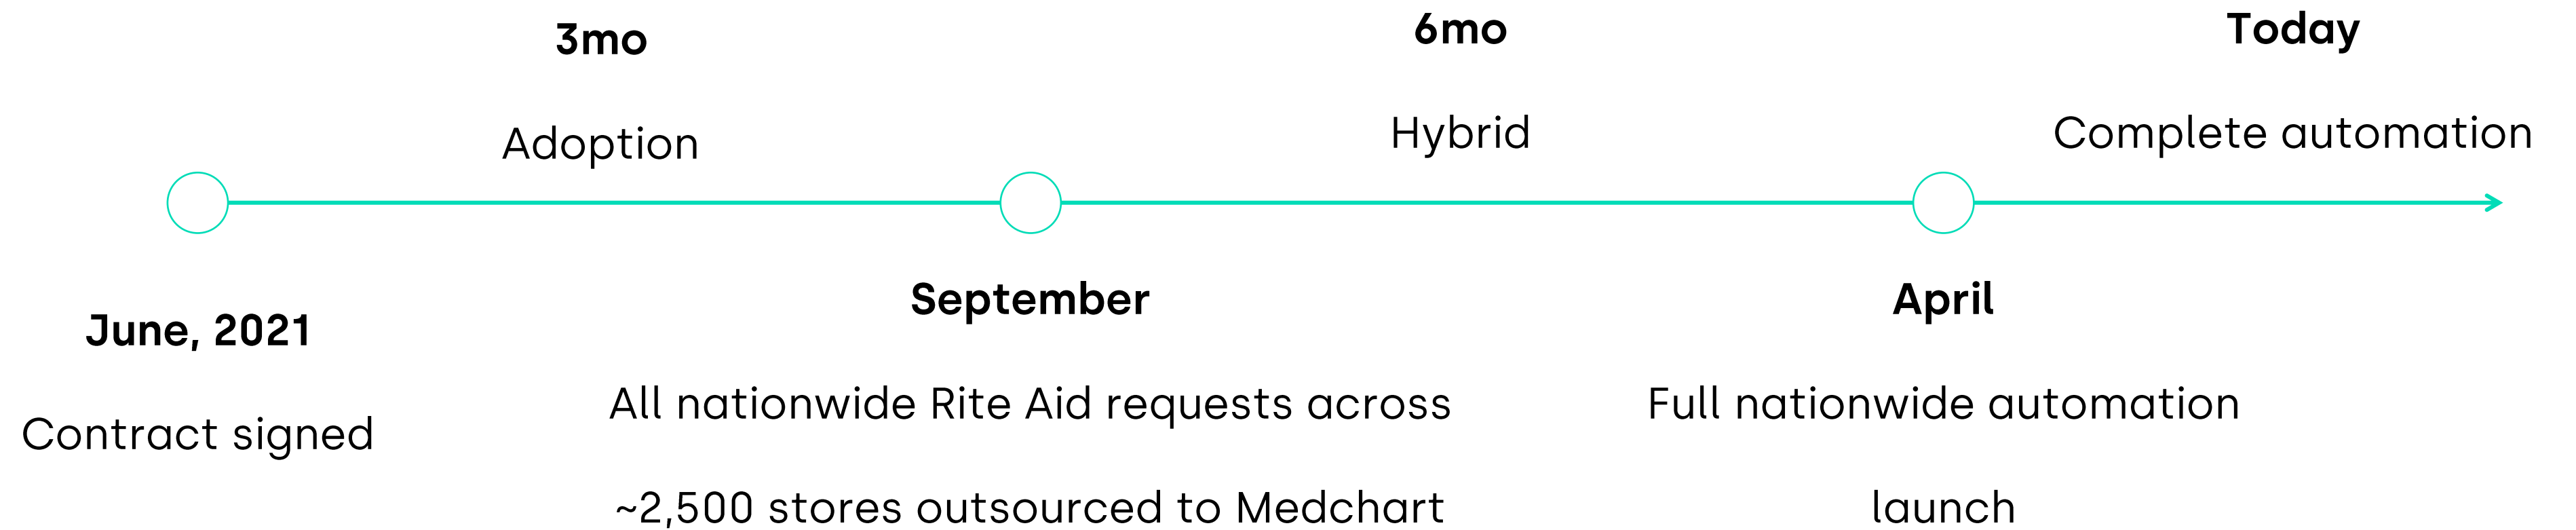 3mo
6mo
Today
Adoption
Hybrid
Complete automation
June, 2021
Contract signed
September
All nationwide Rite Aid requests across
~2,500 stores outsourced to Medchart
April
Full nationwide automation
launch